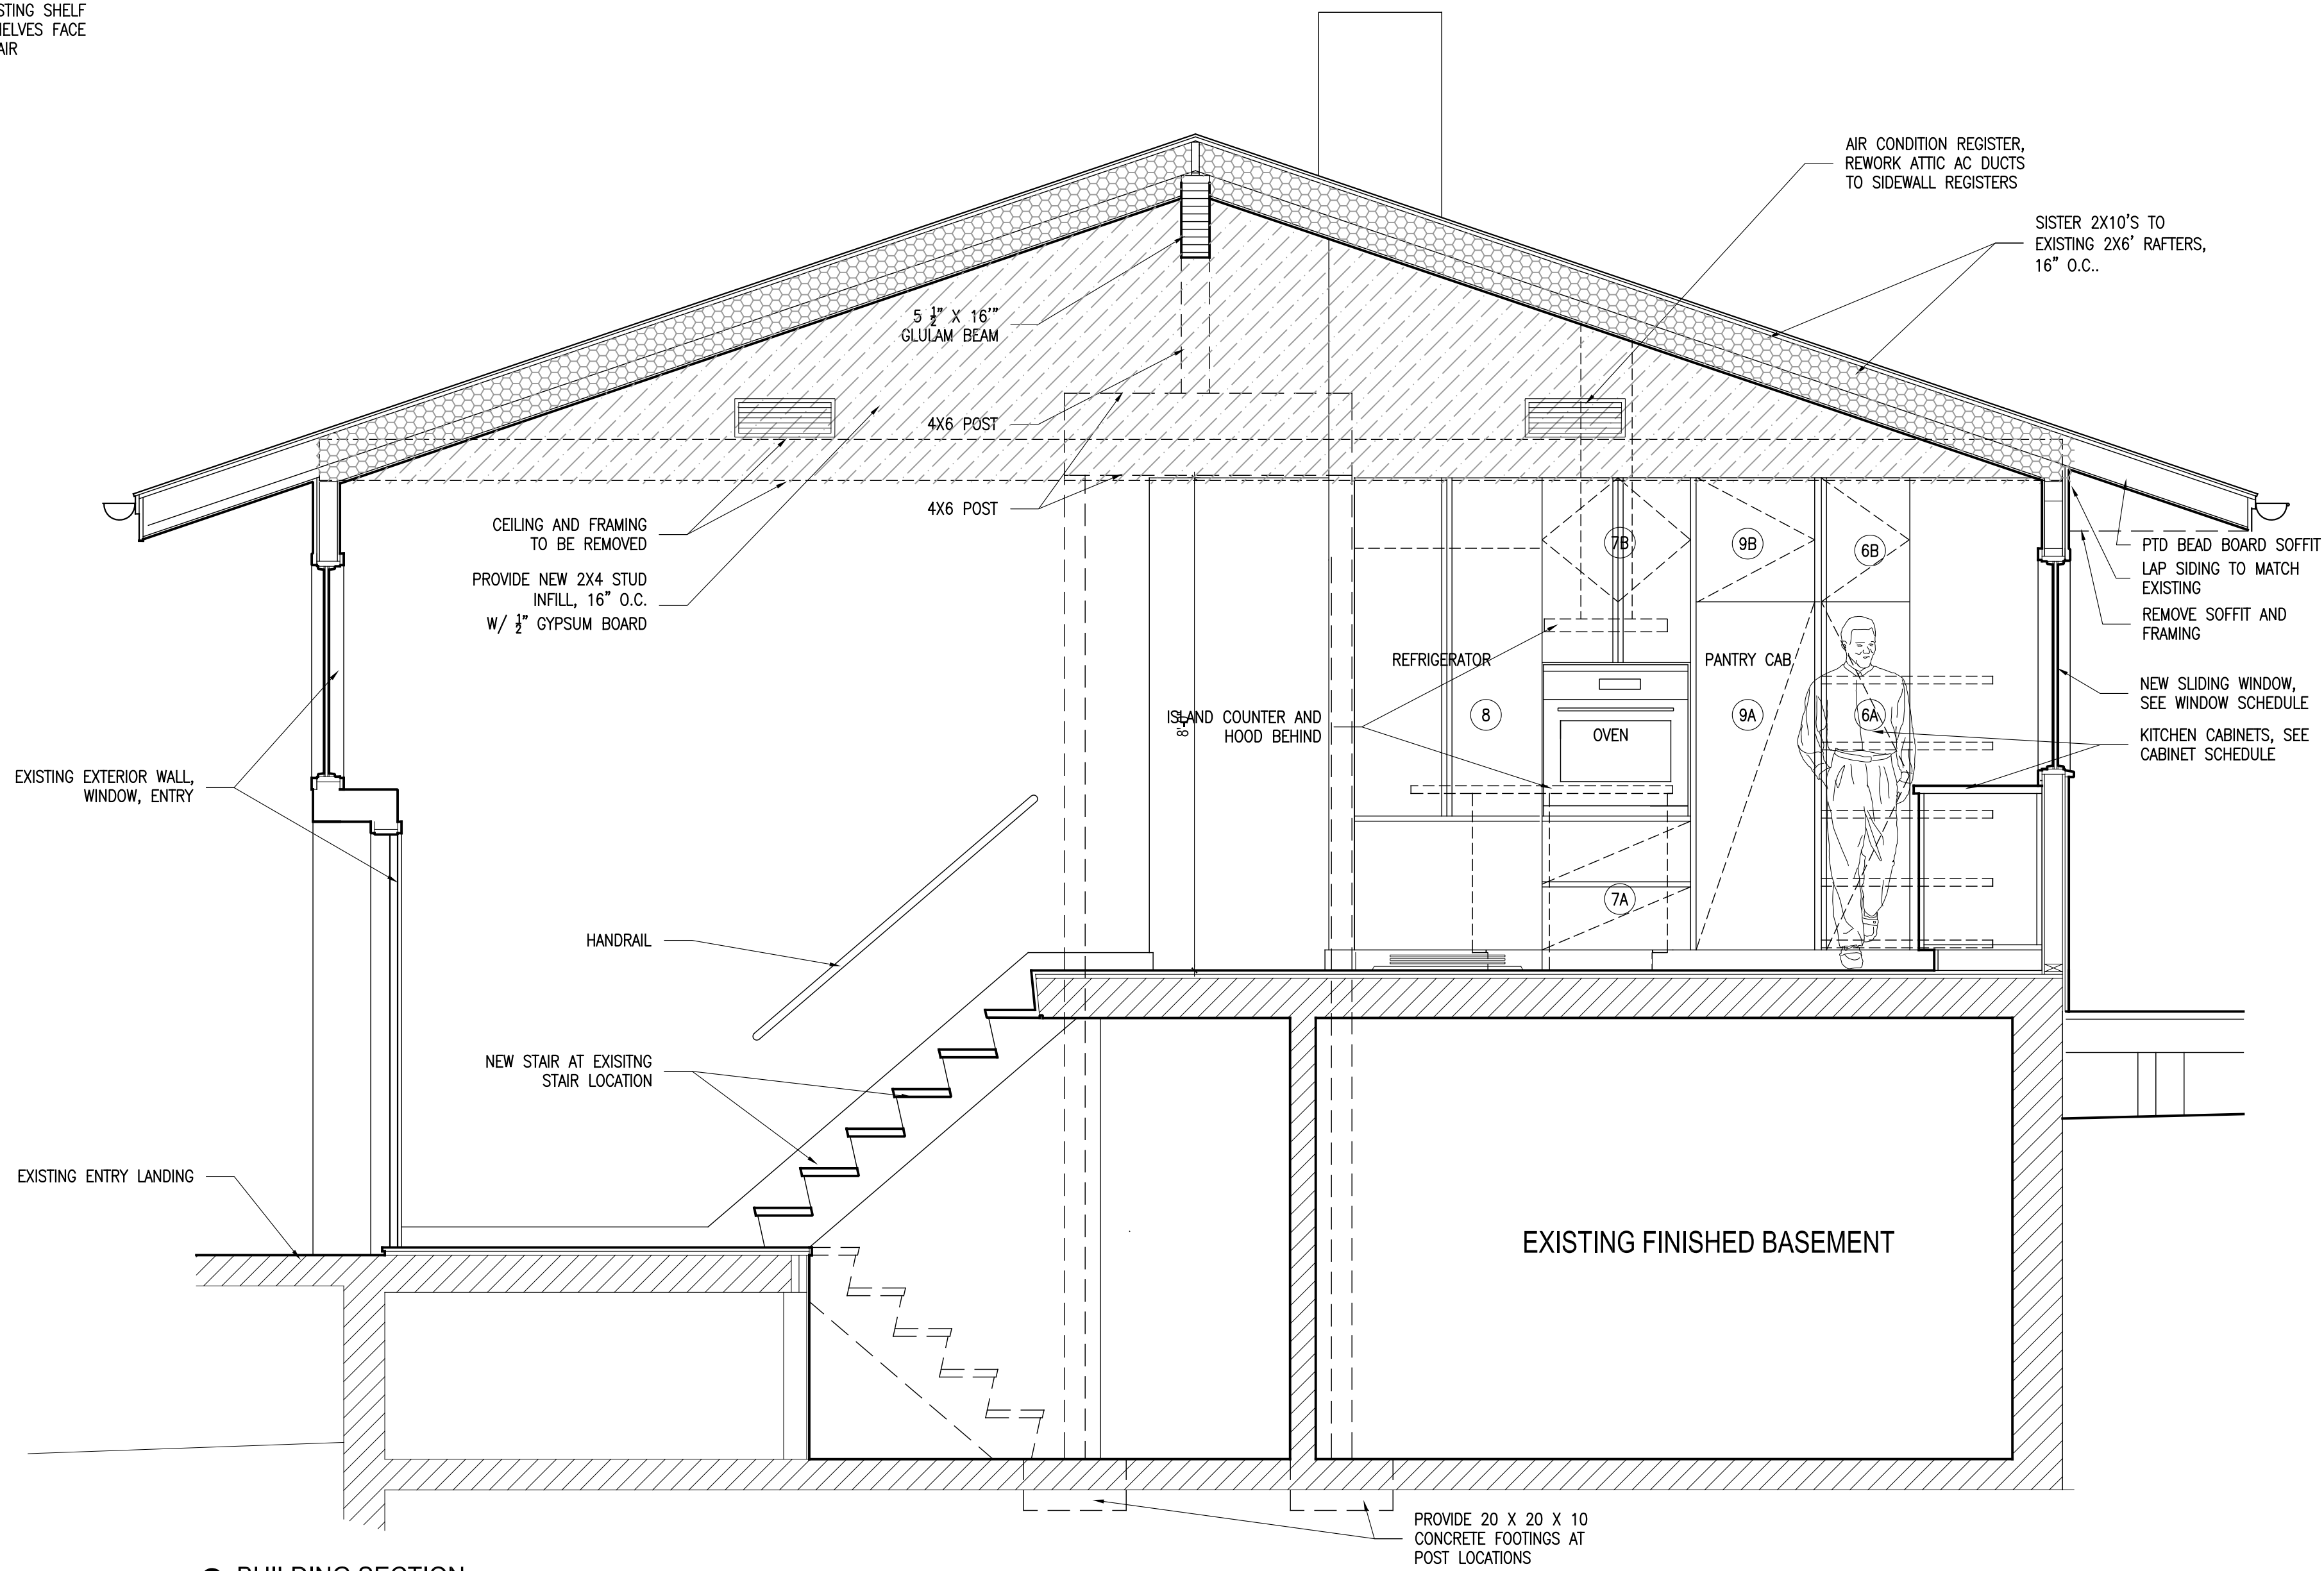 AIR
AIR CONDITION REGISTER,
REWORK ATTIC AC DUCTS
TO SIDEWALL REGISTERS
SISTER 2X10'S TO
EXISTING 2X6' RAFTERS,
16" O.C..
5 ½" X 16'"
GLULAM BEAM
4X6 POST
4X6 POST
CEILING AND FRAMING
TO BE REMOVED
PROVIDE NEW 2X4 STUD
INFILL, 16" O.C.
W/ ½" GYPSUM BOARD
7B
9B
6B
PTD BEAD BOARD SOFFIT
LAP SIDING TO MATCH
EXISTING
REMOVE SOFFIT AND
FRAMING
REFRIGERATOR
PANTRY CAB
NEW SLIDING WINDOW,
SEE WINDOW SCHEDULE
8'-0"
ISLAND COUNTER AND
HOOD BEHIND
8
OVEN
9A
6A
KITCHEN CABINETS, SEE
CABINET SCHEDULE
EXISTING EXTERIOR WALL,
WINDOW, ENTRY
7A
HANDRAIL
NEW STAIR AT EXISITNG
STAIR LOCATION
EXISTING ENTRY LANDING
EXISTING FINISHED BASEMENT
PROVIDE 20 X 20 X 10
CONCRETE FOOTINGS AT
POST LOCATIONS
BUILDING SECTION